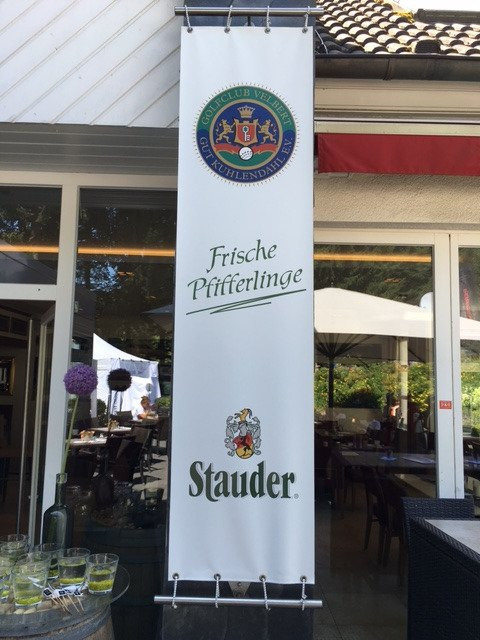 GOLFCLUB VELBERT
GUT KUHLENDAHL E.V.
Frische
Pfifferlinge
Stauder